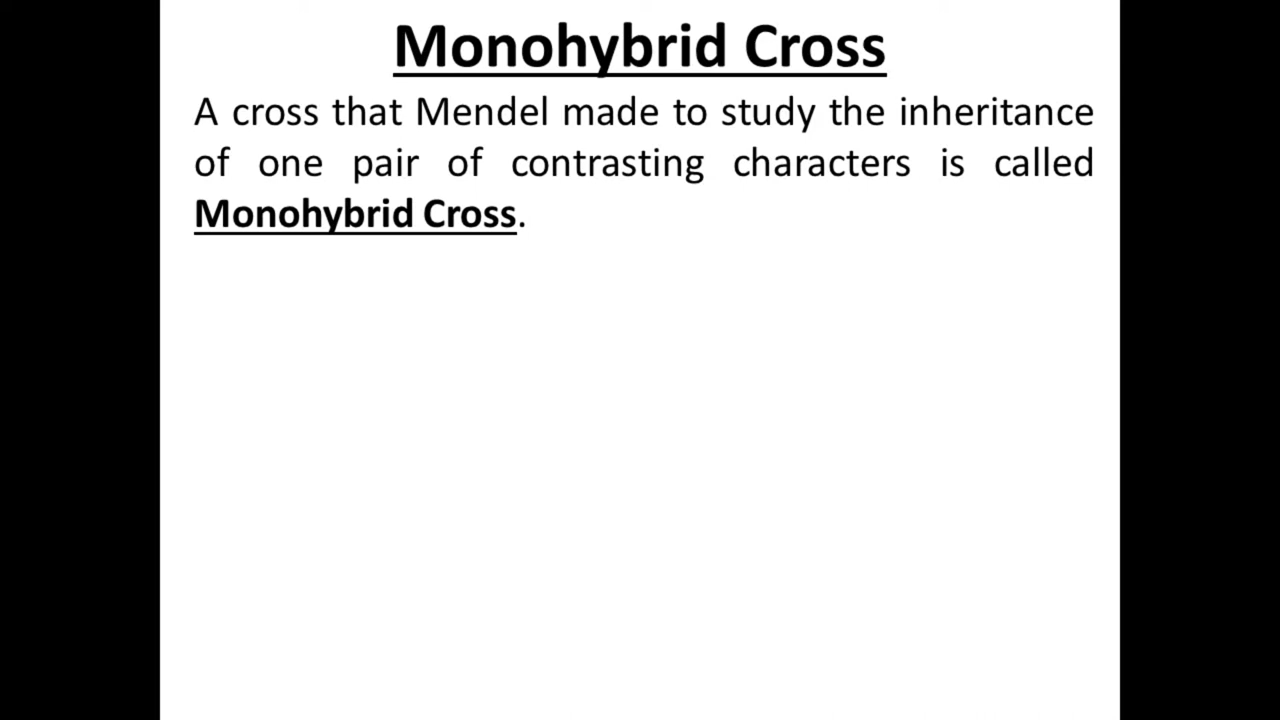 Monohybrid Cross
A cross that Mendel made to study the inheritance
of one pair of contrasting characters is called
Monohybrid Cross.